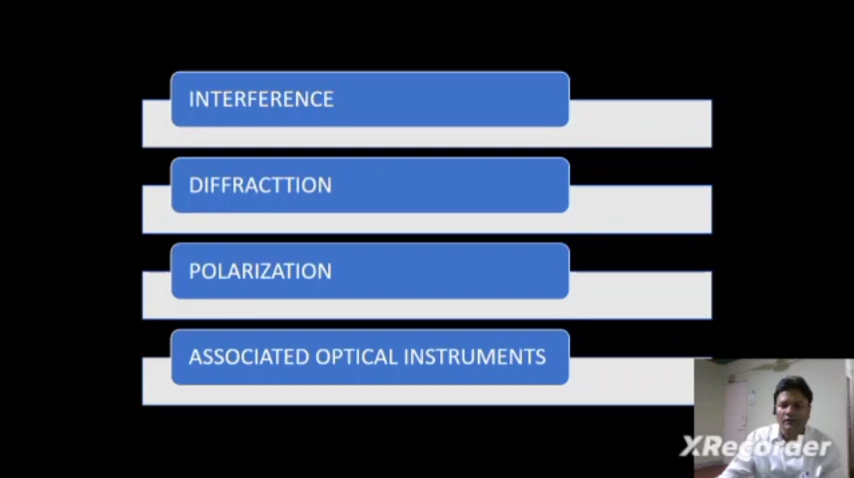 INTERFERENCE
DIFFRACTTION
POLARIZATION
ASSOCIATED OPTICAL INSTRUMENTS
XRecorder